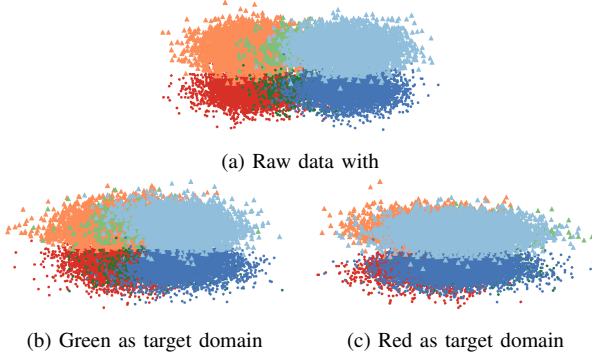 (a) Raw data with
(b) Green as target domain
(c) Red as target domain